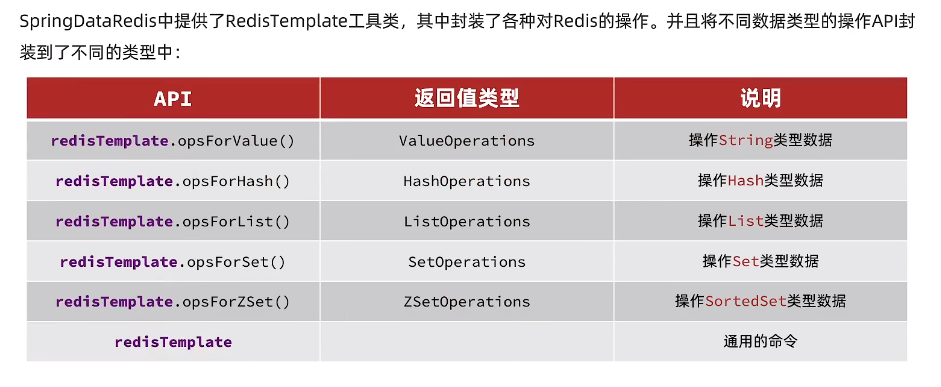 SpringDataRedis中提供了RedisTemplate工具类，其中封装了各种对Redis的操作。并且将不同数据类型的操作API封
装到了不同的类型中：
API 返回值类型 说明
redisTemplate.opsForValue() ValueOperations 操作String类型数据
redisTemplate.opsForHash() HashOperations 操作Hash类型数据
redisTemplate.opsForList() ListOperations 操作List类型数据
redisTemplate.opsForSet() SetOperations 操作Set类型数据
redisTemplate.opsForZSet() ZSetOperations 操作SortedSet类型数据
redisTemplate 通用的命令